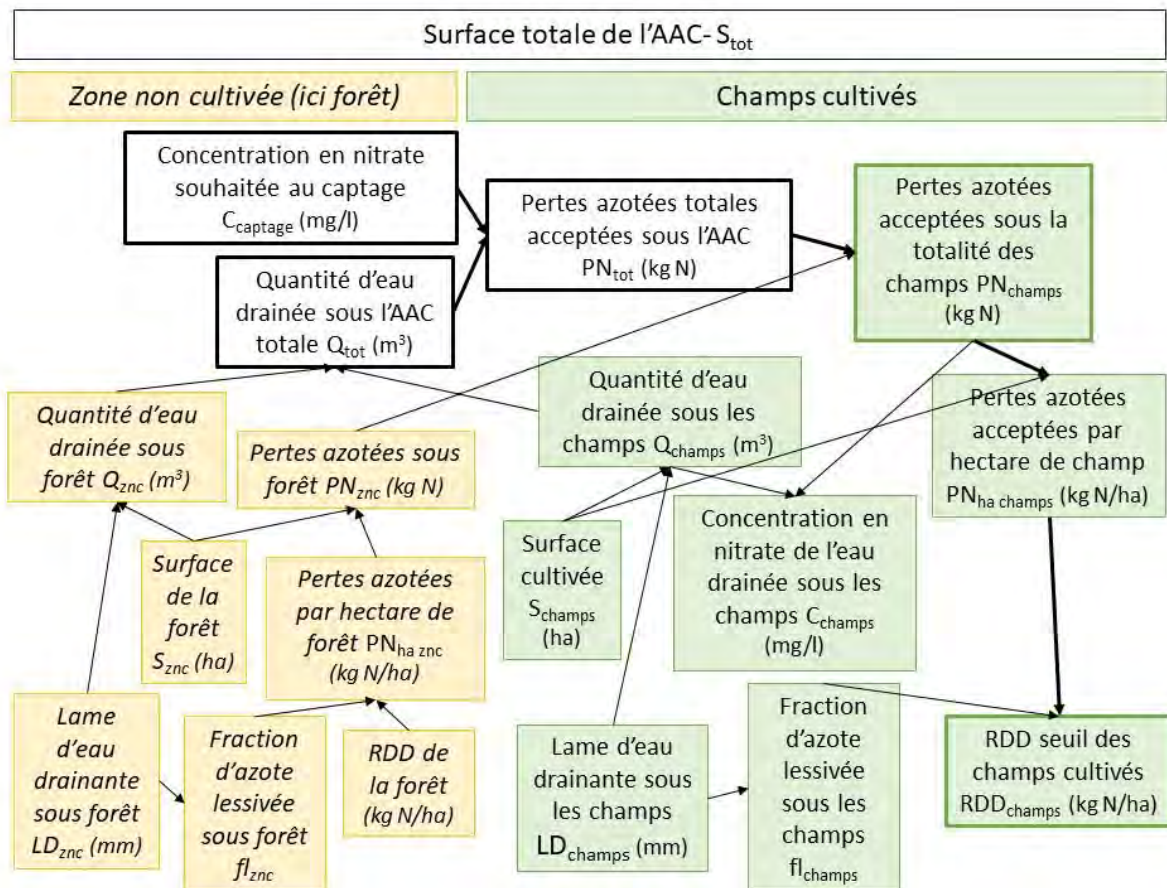 Surface totale de l'AAC- Stot
Zone non cultivée (ici forêt)
Champs cultivés
Concentration en nitrate
souhaitée au captage
Ccaptage (mg/l)
Pertes azotées totales
acceptées sous l'AAC
PNtot (kg N)
Pertes azotées
acceptées sous la
totalité des
champs PNchamps
(kg N)
Quantité d'eau
drainée sous l'AAC
totale Qtot (m³)
Quantité d'eau
drainée sous
forêt Qznc (m³)
Pertes azotées sous
forêt PNznc (kg N)
Quantité d'eau
drainée sous les
champs Qchamps (m³)
Pertes azotées
acceptées par
hectare de champ
PNha champs (kg N/ha)
Surface
de la
forêt
Sznc (ha)
Pertes azotées
par hectare de
forêt PNha znc
(kg N/ha)
Surface
cultivée
Schamps
(ha)
Concentration en
nitrate de l'eau
drainée sous les
champs Cchamps
(mg/l)
Lame
d'eau
drainante
sous forêt
LDznc (mm)
Fraction
d'azote
lessivée
sous forêt
flznc
RDD de
la forêt
(kg N/ha)
Lame d'eau
drainante sous
les champs
LDchamps (mm)
Fraction
d'azote
lessivée
sous les
champs
flchamps
RDD seuil des
champs cultivés
RDDchamps (kg N/ha)